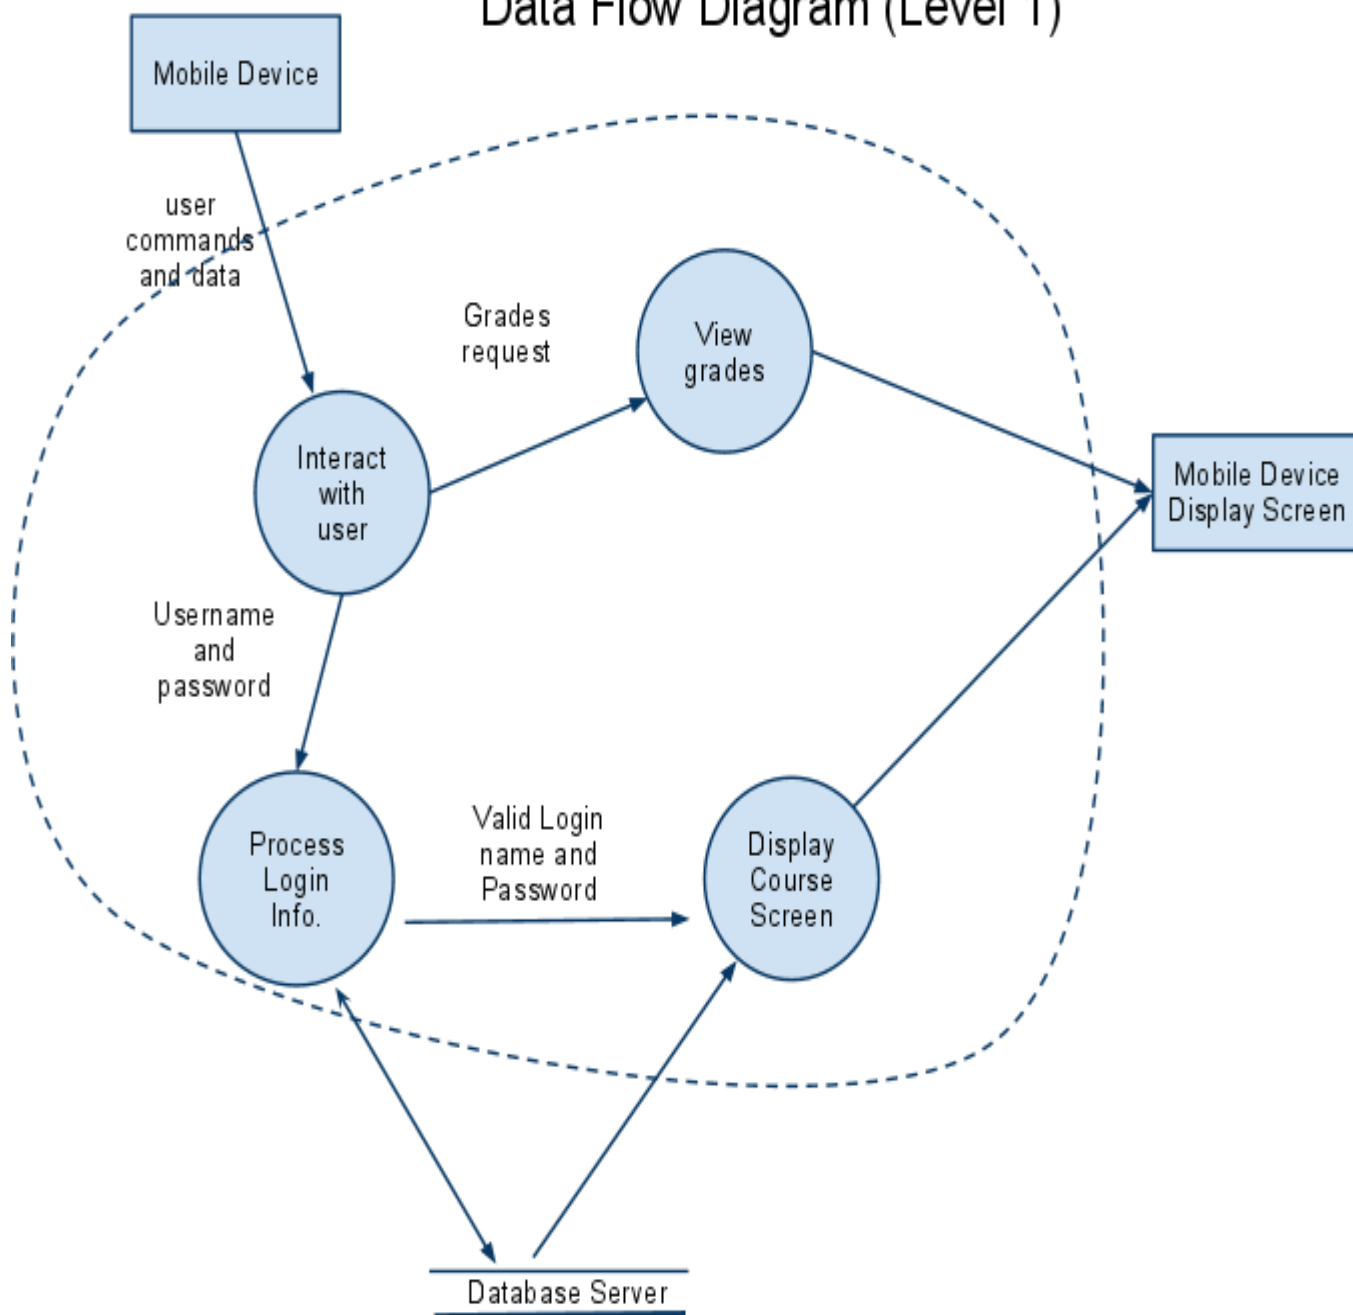 Data Flow Diagram (Level 1)
Mobile Device
user
commands
and data
Grades
request
View
grades
Interact
with
user
Mobile Device
Display Screen
Username
and
password
Process
Login
Info.
Valid Login
name and
Password
Display
Course
Screen
Database Server